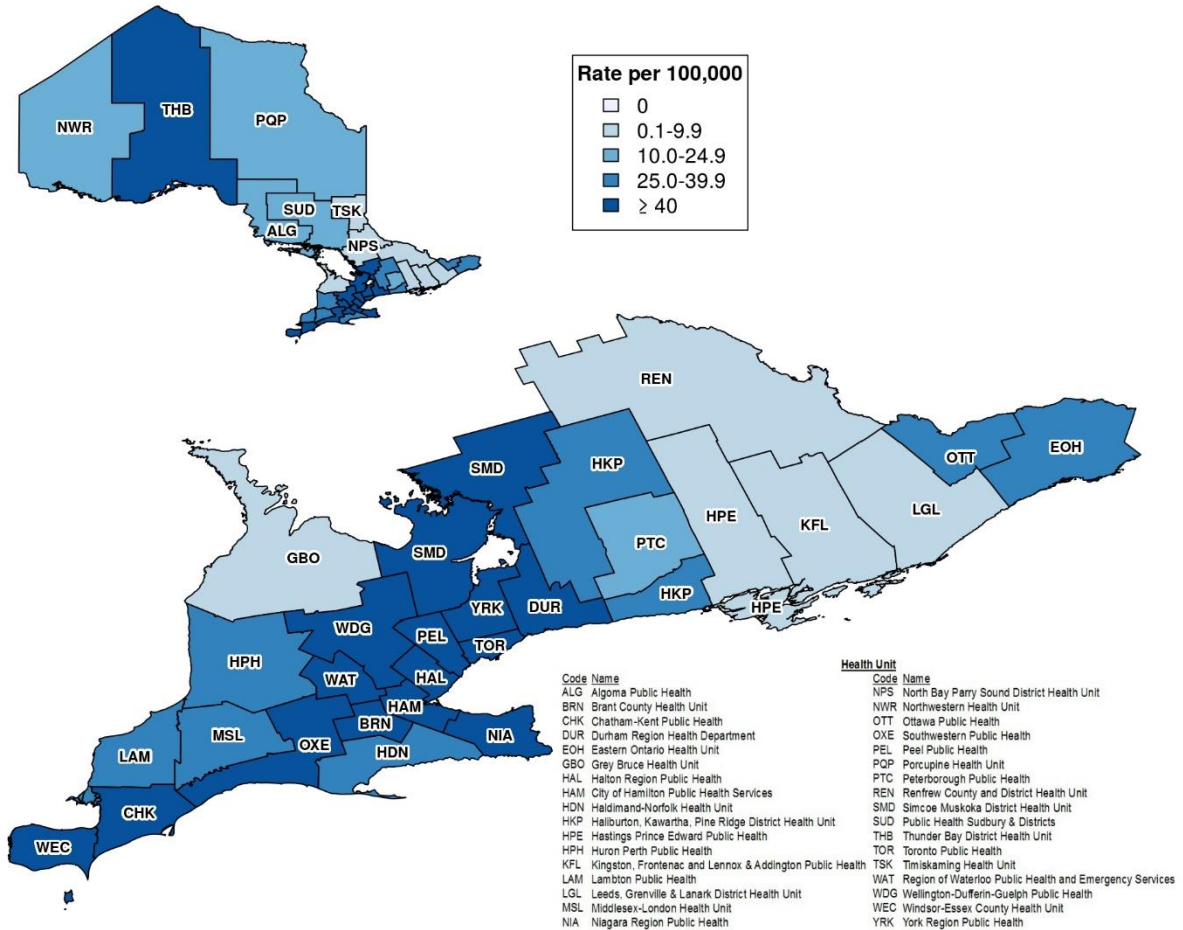 Rate per 100,000
0
0.1-9.9
10.0-24.9
25.0-39.9
≥ 40
THB
NWR
PQP
SUD
TSK
ALG
NPS
REN
SMD
HKP
OTT
EOH
HPE
KFL
LGL
GBO
SMD
PTC
YRK
DUR
HKP
HPE
WDG
PEL
TOR
HPH
WAT
HAL
HAM
BRN
MSL
OXE
NIA
LAM
HDN
CHK
WEC
Health Unit
Code Name
ALG Algoma Public Health
BRN Brant County Health Unit
CHK Chatham-Kent Public Health
DUR Durham Region Health Department
EOH Eastern Ontario Health Unit
GBO Grey Bruce Health Unit
HAL Halton Region Public Health
HAM City of Hamilton Public Health Services
HDN Haldimand-Norfolk Health Unit
HKP Haliburton, Kawartha, Pine Ridge District Health Unit
HPE Hastings Prince Edward Public Health
HPH Huron Perth Public Health
KFL Kingston, Frontenac and Lennox & Addington Public Health
LAM Lambton Public Health
LGL Leeds, Grenville & Lanark District Health Unit
MSL Middlesex-London Health Unit
NIA Niagara Region Public Health
Code Name
NPS North Bay Parry Sound District Health Unit
NWR Northwestern Health Unit
OTT Ottawa Public Health
OXE Southwestern Public Health
PEL Peel Public Health
PQP Porcupine Health Unit
PTC Peterborough Public Health
REN Renfrew County and District Health Unit
SMD Simcoe Muskoka District Health Unit
SUD Public Health Sudbury & Districts
THB Thunder Bay District Health Unit
TOR Toronto Public Health
TSK Timiskaming Health Unit
WAT Region of Waterloo Public Health and Emergency Services
WDG Wellington-Dufferin-Guelph Public Health
WEC Windsor-Essex County Health Unit
YRK York Region Public Health